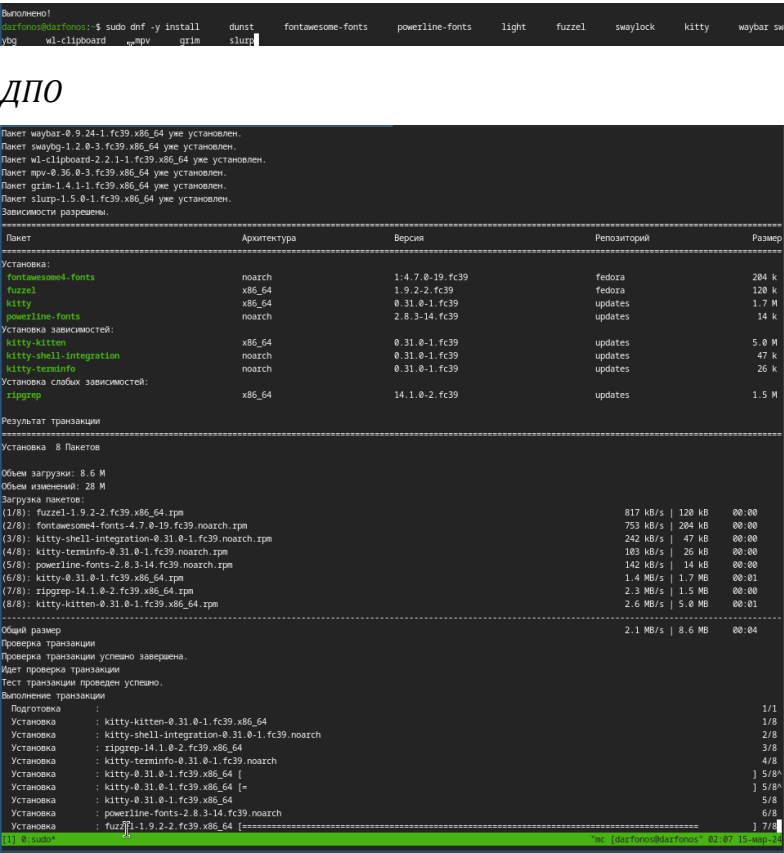 Выполнено!
darfonos@darfonos:~$ sudo dnf -y install dunst fontawesome-fonts powerline-fonts light fuzzel swaylock kitty waybar sw
ybg wl-clipboard mpv grim slurp
ДПО
Пакет waybar-0.9.24-1.fc39.x86_64 уже установлен.
Пакет swaybg-1.2.0-3.fc39.x86_64 уже установлен.
Пакет wl-clipboard-2.2.1-1.fc39.x86_64 уже установлен.
Пакет mpv-0.36.0-3.fc39.x86_64 уже установлен.
Пакет grim-1.4.1-1.fc39.x86_64 уже установлен.
Пакет slurp-1.5.0-1.fc39.x86_64 уже установлен.
Зависимости разрешены.
Пакет Архитектура Версия Репозиторий Размер
Установка:
fontawesome4-fonts noarch 1:4.7.0-19.fc39 fedora 204 k
fuzzel x86_64 1.9.2-2.fc39 fedora 120 k
kitty x86_64 0.31.0-1.fc39 updates 1.7 M
powerline-fonts noarch 2.8.3-14.fc39 updates 14 k
Установка зависимостей:
kitty-kitten x86_64 0.31.0-1.fc39 updates 5.0 M
kitty-shell-integration noarch 0.31.0-1.fc39 updates 47 k
kitty-terminfo noarch 0.31.0-1.fc39 updates 26 k
Установка слабых зависимостей:
ripgrep x86_64 14.1.0-2.fc39 updates 1.5 M
Результат транзакции
Установка 8 Пакетов
Объем загрузки: 8.6 M
Объем изменений: 28 M
Загрузка пакетов:
(1/8): fuzzel-1.9.2-2.fc39.x86_64.rpm 817 kB/s | 120 kB 00:00
(2/8): fontawesome4-fonts-4.7.0-19.fc39.noarch.rpm 753 kB/s | 204 kB 00:00
(3/8): kitty-shell-integration-0.31.0-1.fc39.noarch.rpm 242 kB/s | 47 kB 00:00
(4/8): kitty-terminfo-0.31.0-1.fc39.noarch.rpm 103 kB/s | 26 kB 00:00
(5/8): powerline-fonts-2.8.3-14.fc39.noarch.rpm 142 kB/s | 14 kB 00:00
(6/8): kitty-0.31.0-1.fc39.x86_64.rpm 1.4 MB/s | 1.7 MB 00:01
(7/8): ripgrep-14.1.0-2.fc39.x86_64.rpm 2.3 MB/s | 1.5 MB 00:00
(8/8): kitty-kitten-0.31.0-1.fc39.x86_64.rpm 2.6 MB/s | 5.0 MB 00:01
Общий размер 2.1 MB/s | 8.6 MB 00:04
Проверка транзакции
Проверка транзакции успешно завершена.
Идет проверка транзакции
Тест транзакции проведен успешно.
Выполнение транзакции
Подготовка : 1/1
Установка : kitty-kitten-0.31.0-1.fc39.x86_64 1/8
Установка : kitty-shell-integration-0.31.0-1.fc39.noarch 2/8
Установка : ripgrep-14.1.0-2.fc39.x86_64 3/8
Установка : kitty-terminfo-0.31.0-1.fc39.noarch 4/8
Установка : kitty-0.31.0-1.fc39.x86_64 [ ] 5/8^
Установка : kitty-0.31.0-1.fc39.x86_64 [= ] 5/8^
Установка : kitty-0.31.0-1.fc39.x86_64 5/8
Установка : powerline-fonts-2.8.3-14.fc39.noarch 6/8
Установка : fuzzel-1.9.2-2.fc39.x86_64 [=============================================================================== ] 7/8
[1] 0:sudo* "mc [darfonos@darfonos" 02:07 15-мар-24